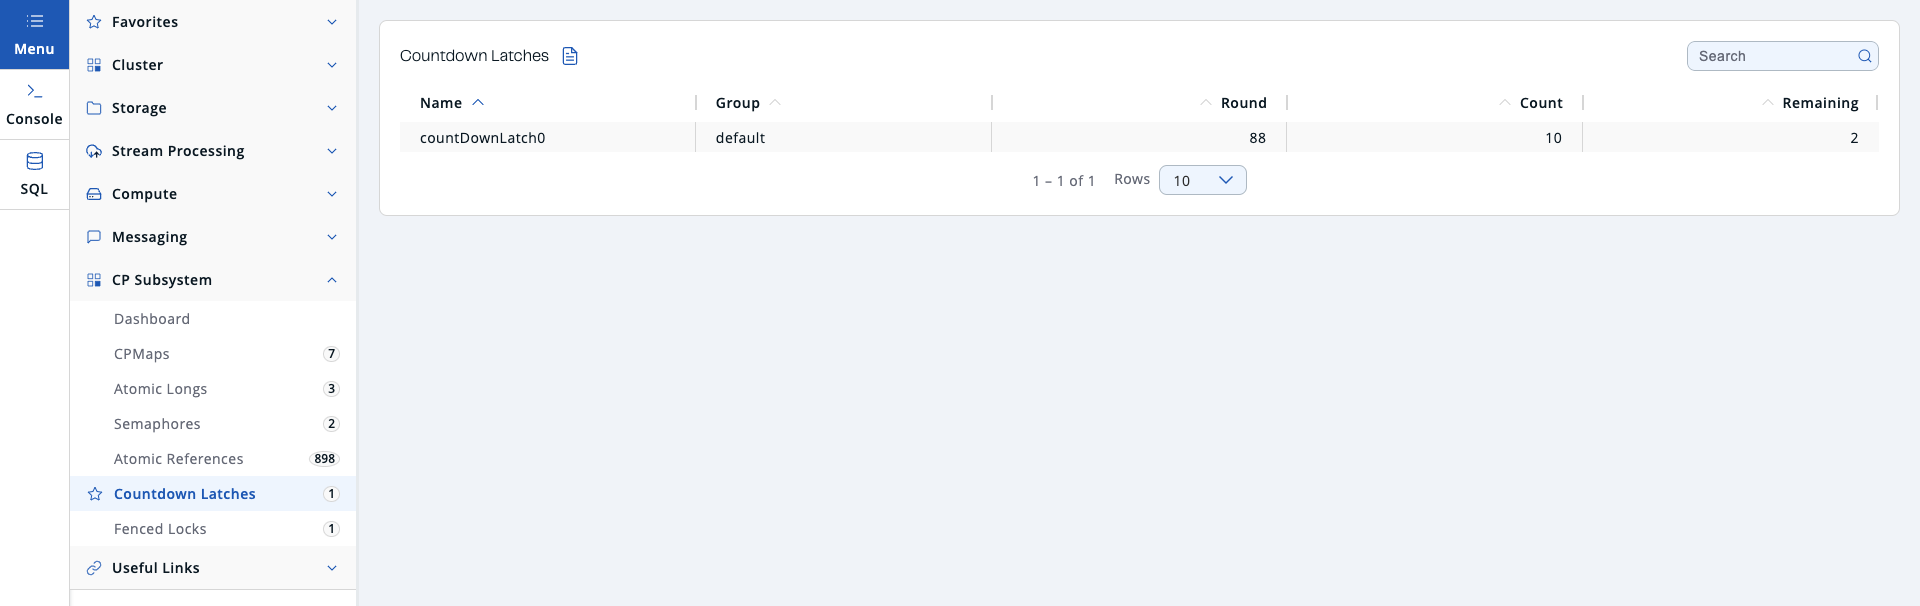 Menu
Console
SQL
Favorites
Cluster
Storage
Stream Processing
Compute
Messaging
CP Subsystem
Dashboard
CPMaps 7
Atomic Longs 3
Semaphores 2
Atomic References 898
Countdown Latches 1
Fenced Locks 1
Useful Links
Countdown Latches
Search
Name Group Round Count Remaining
countDownLatch0 default 88 10 2
1 – 1 of 1 Rows 10